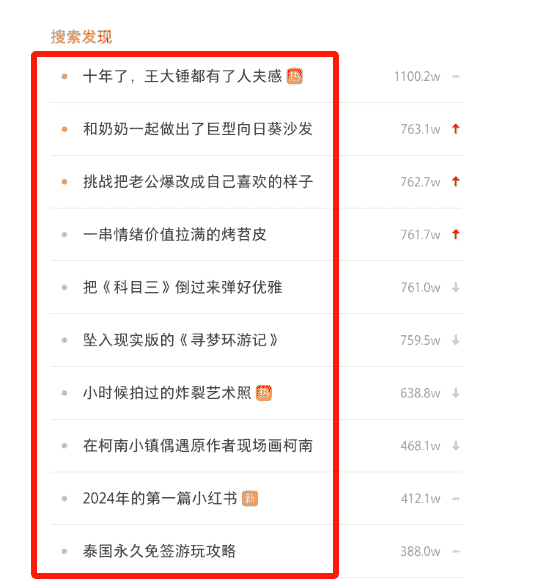 搜索发现
十年了，王大锤都有了人夫感 热 1100.2w
和奶奶一起做出了巨型向日葵沙发 763.1w
挑战把老公爆改成自己喜欢的样子 762.7w
一串情绪价值拉满的烤苕皮 761.7w
把《科目三》倒过来弹好优雅 761.0w
坠入现实版的《寻梦环游记》 759.5w
小时候拍过的炸裂艺术照 热 638.8w
在柯南小镇偶遇原作者现场画柯南 468.1w
2024年的第一篇小红书 新 412.1w
泰国永久免签游玩攻略 388.0w